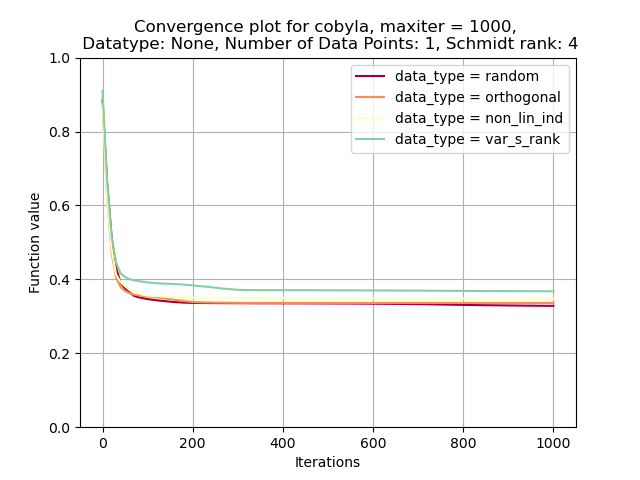 Convergence plot for cobyla, maxiter = 1000,
Datatype: None, Number of Data Points: 1, Schmidt rank: 4
data_type = random
data_type = orthogonal
data_type = non_lin_ind
data_type = var_s_rank
Function value
1.0
0.8
0.6
0.4
0.2
0.0
0 200 400 600 800 1000
Iterations